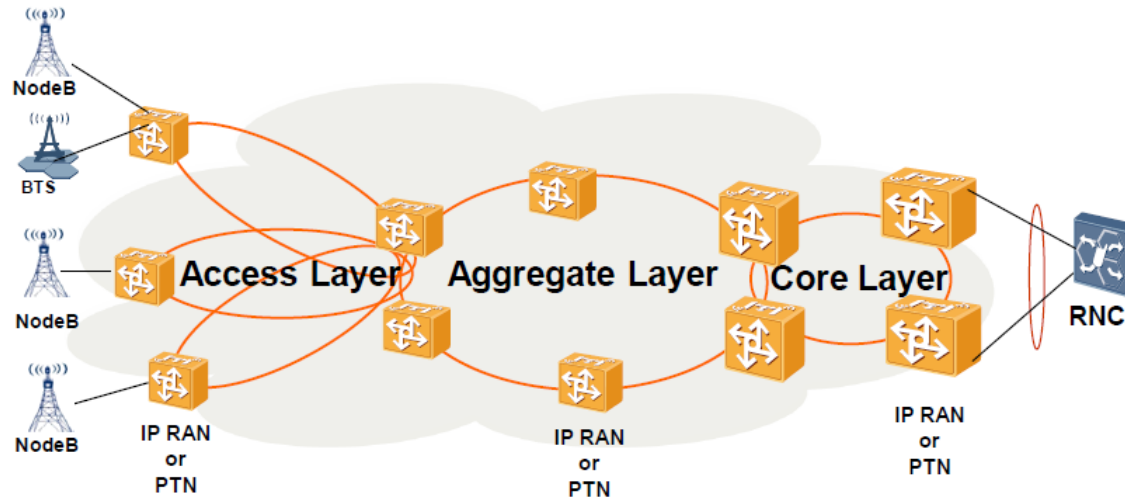 NodeB
BTS
NodeB
NodeB
Access Layer
Aggregate Layer
Core Layer
RNC
IP RAN
or
PTN
IP RAN
or
PTN
IP RAN
or
PTN